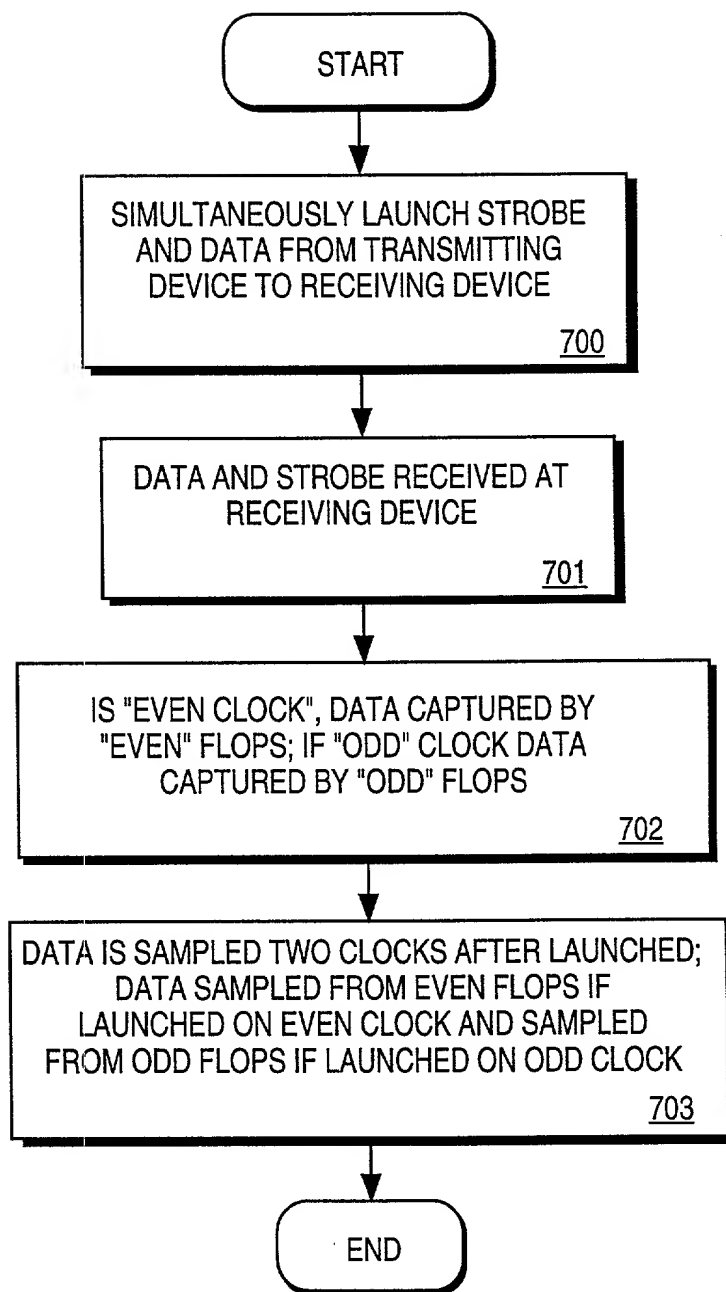 START
SIMULTANEOUSLY LAUNCH STROBE
AND DATA FROM TRANSMITTING
DEVICE TO RECEIVING DEVICE
700
DATA AND STROBE RECEIVED AT
RECEIVING DEVICE
701
IS "EVEN CLOCK", DATA CAPTURED BY
"EVEN" FLOPS; IF "ODD" CLOCK DATA
CAPTURED BY "ODD" FLOPS
702
DATA IS SAMPLED TWO CLOCKS AFTER LAUNCHED;
DATA SAMPLED FROM EVEN FLOPS IF
LAUNCHED ON EVEN CLOCK AND SAMPLED
FROM ODD FLOPS IF LAUNCHED ON ODD CLOCK
703
END